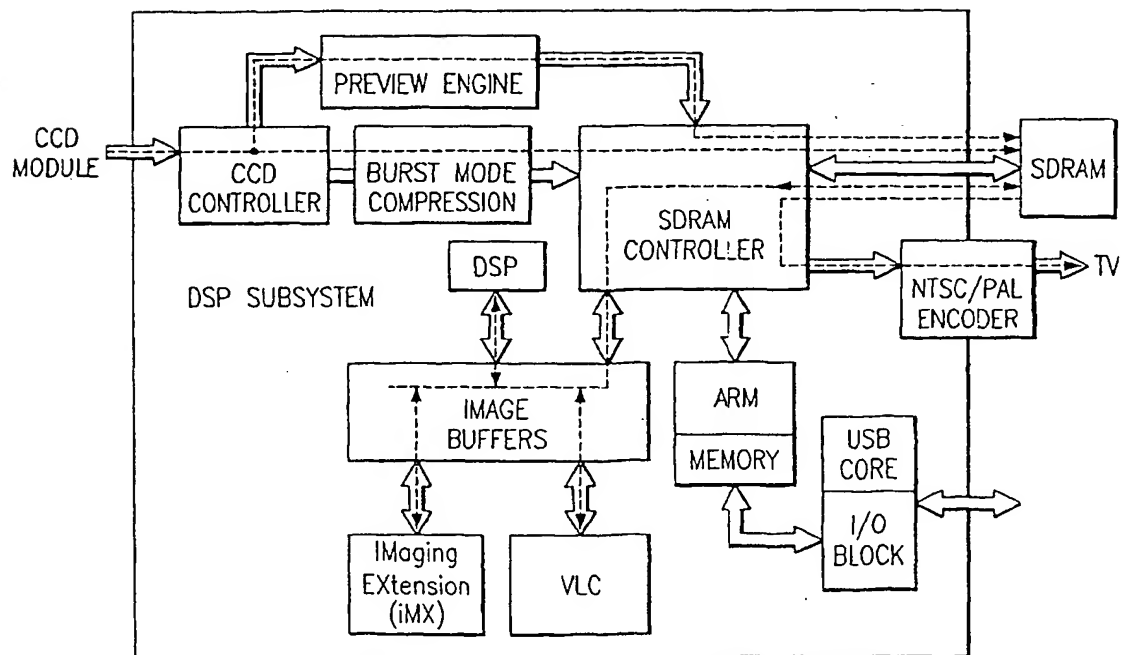 PREVIEW ENGINE
CCD
MODULE
CCD
CONTROLLER
BURST MODE
COMPRESSION
SDRAM
CONTROLLER
SDRAM
DSP
DSP SUBSYSTEM
NTSC/PAL
ENCODER
TV
IMAGE
BUFFERS
ARM
MEMORY
USB
CORE
I/O
BLOCK
IMaging
EXtension
(iMX)
VLC